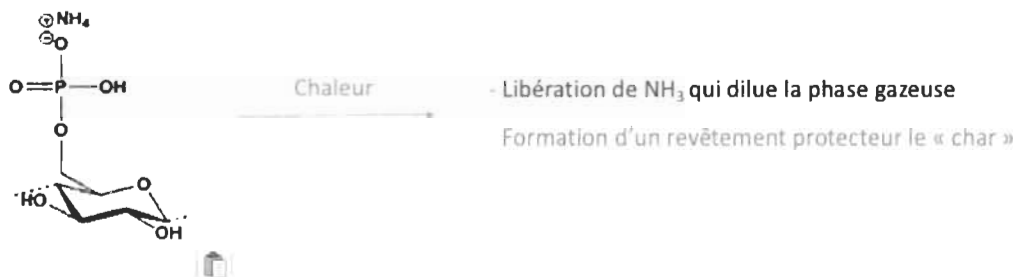 ⊕NH₄
⊖O
O=P—OH
O
O
HO
OH
Chaleur
- Libération de NH₃ qui dilue la phase gazeuse
Formation d'un revêtement protecteur le « char »